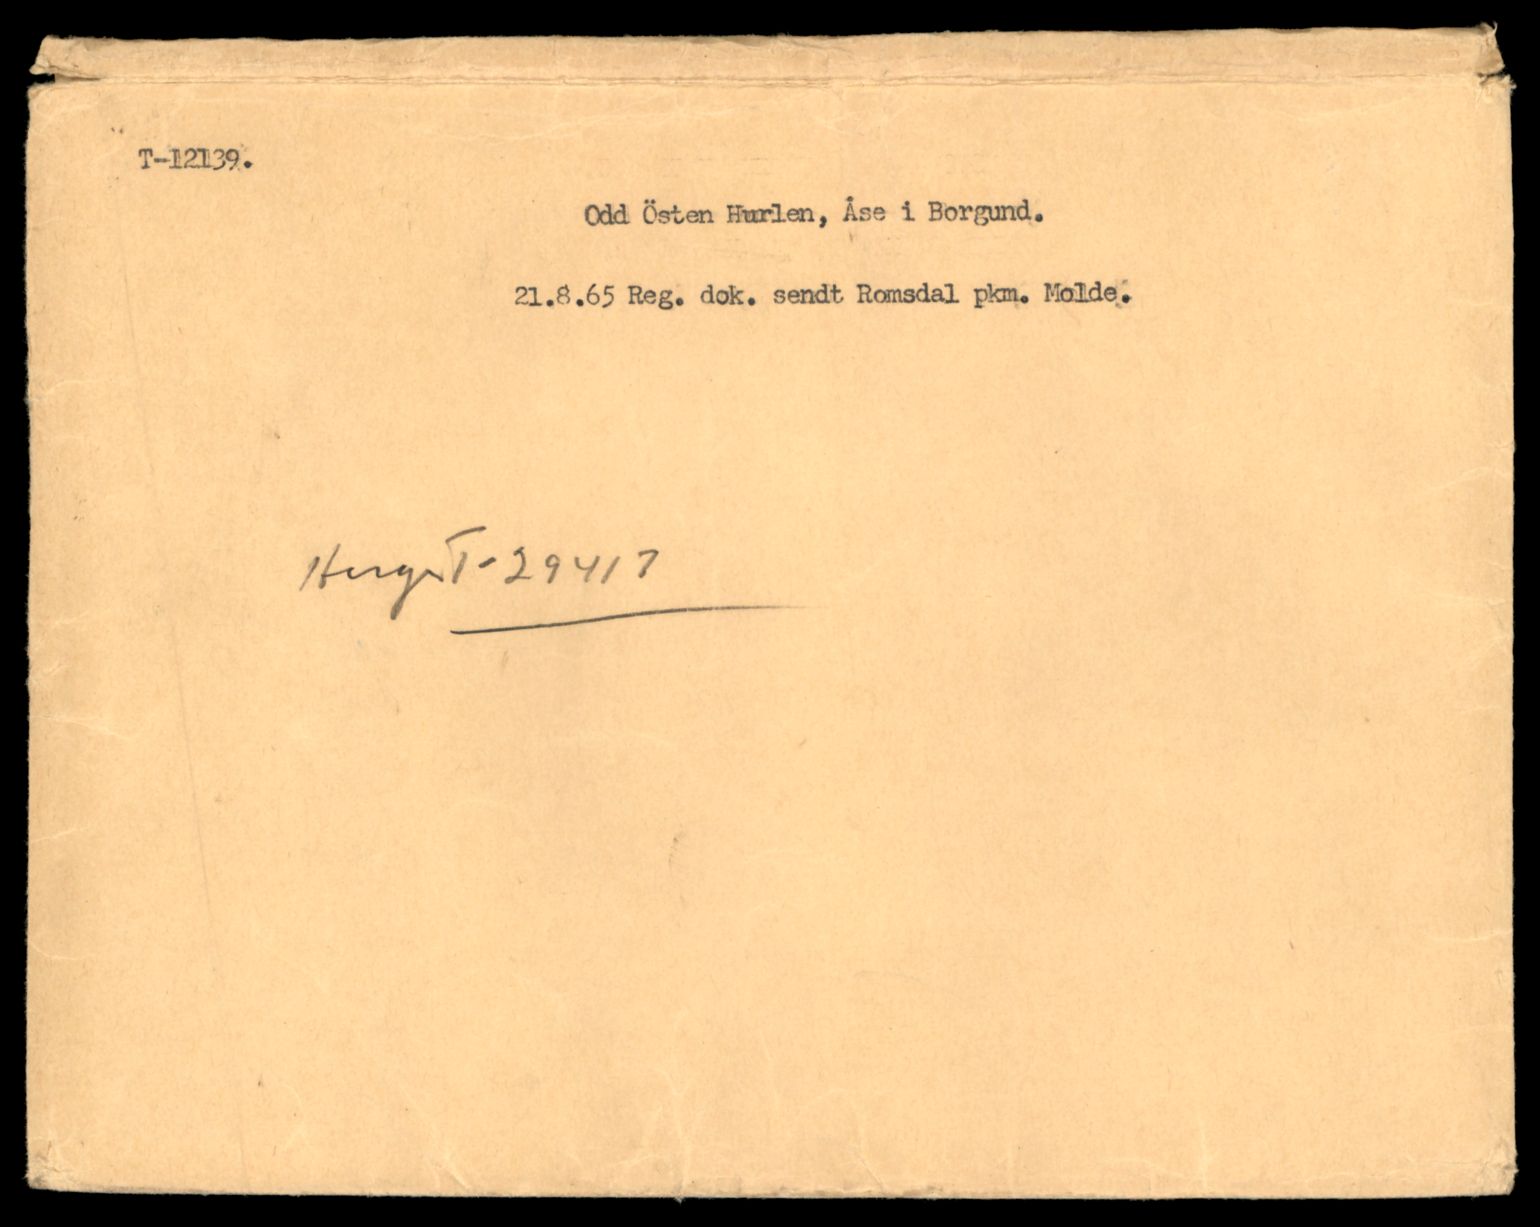 T-12139.
Odd Östen Hurlen, Åse i Borgund.
21.8.65 Reg. dok. sendt Romsdal pkm. Molde.
T-29417